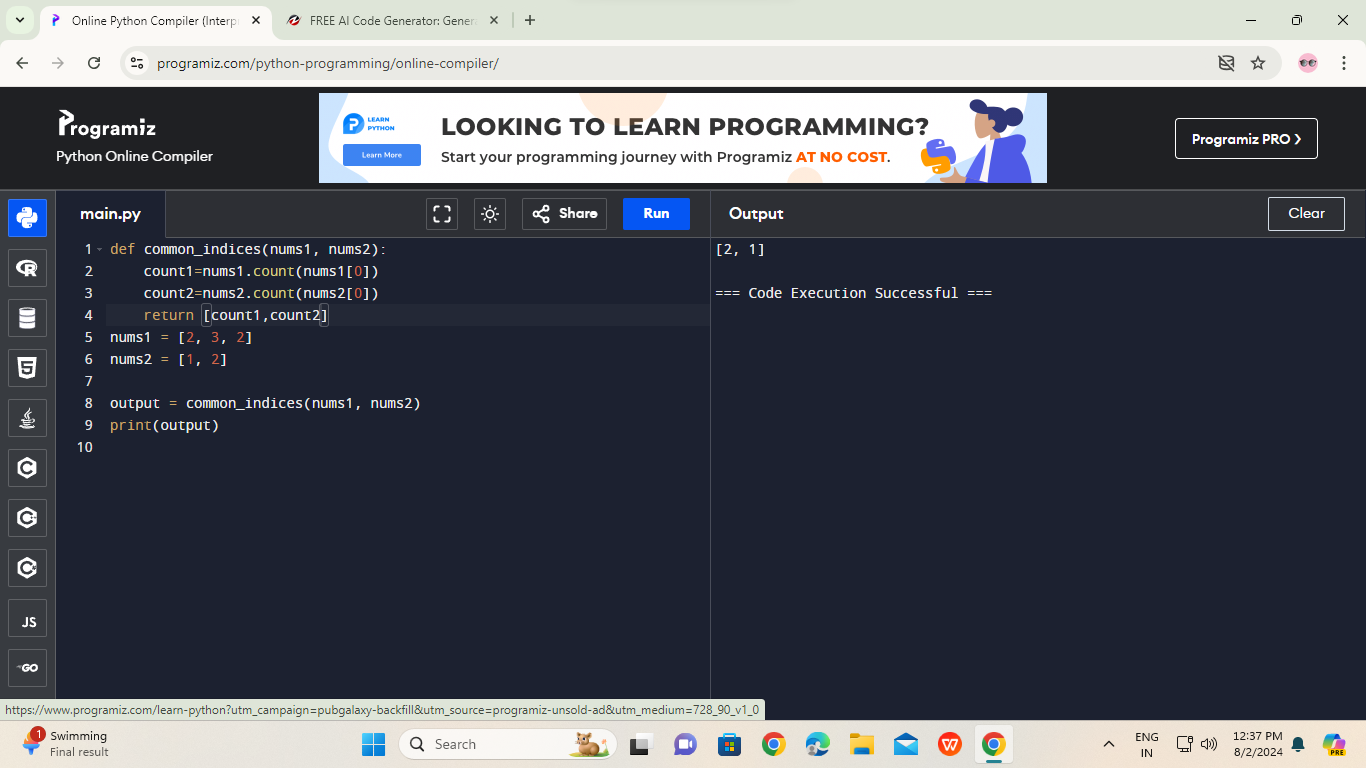 Online Python Compiler (Interp
FREE AI Code Generator: Gener
programiz.com/python-programming/online-compiler/
Programiz
Python Online Compiler
LEARN
PYTHON
Learn More
LOOKING TO LEARN PROGRAMMING?
Start your programming journey with Programiz AT NO COST.
Programiz PRO ❯
main.py
Share
Run
Output
Clear
1 def common_indices(nums1, nums2):
2     count1=nums1.count(nums1[0])
3     count2=nums2.count(nums2[0])
4     return [count1,count2]
5 nums1 = [2, 3, 2]
6 nums2 = [1, 2]
7
8 output = common_indices(nums1, nums2)
9 print(output)
10
[2, 1]
=== Code Execution Successful ===
R
5
C
C
C
JS
GO
https://www.programiz.com/learn-python?utm_campaign=pubgalaxy-backfill&utm_source=programiz-unsold-ad&utm_medium=728_90_v1_0
1
Swimming
Final result
Search
W
ENG
IN
12:37 PM
8/2/2024
PRE